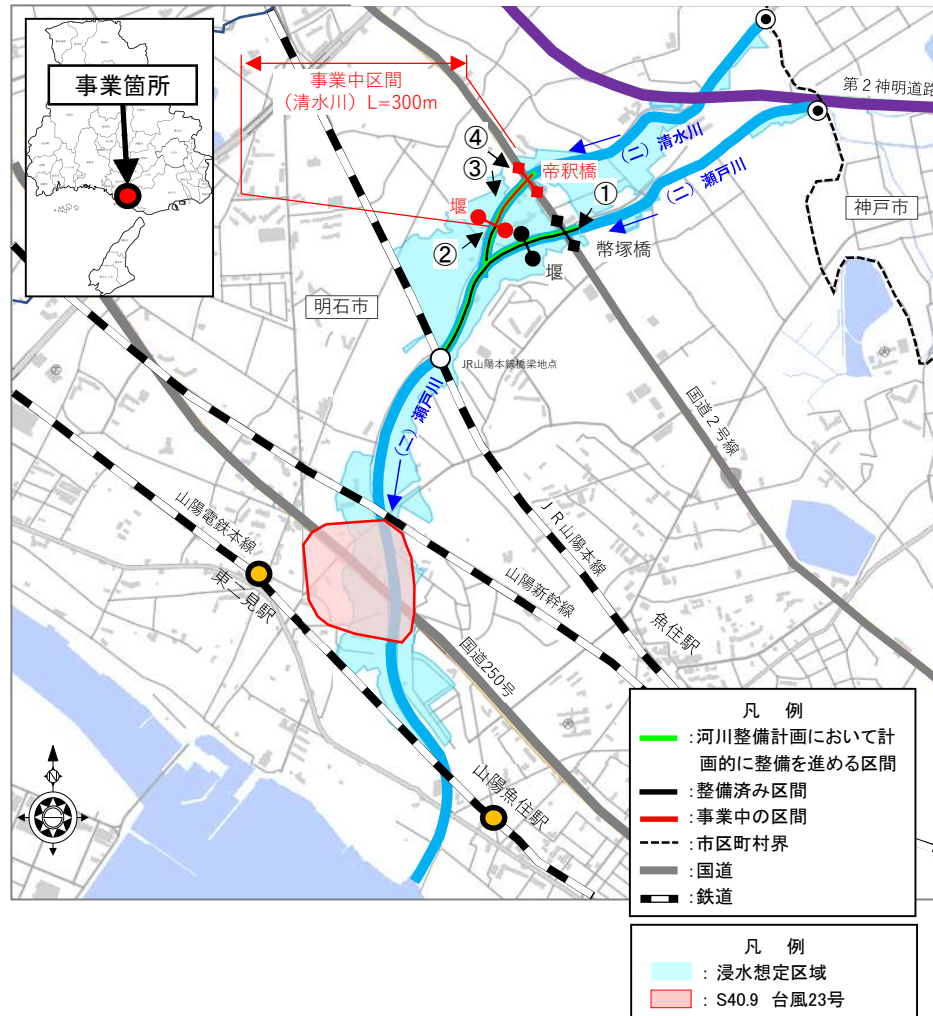 事業箇所
事業中区間
（清水川）L=300m
第２神明道路
④
③
帝釈橋
（二）清水川
①
（二）瀬戸川
神戸市
堰
②
幣塚橋
堰
明石市
JR山陽本線橋梁地点
（二）瀬戸川
国道２号線
山陽電鉄本線
東二見駅
ＪＲ山陽本線
山陽新幹線
魚住駅
国道250号
山陽魚住駅
N
凡　例
：河川整備計画において計
画的に整備を進める区間
：整備済み区間
：事業中の区間
：市区町村界
：国道
：鉄道
凡　例
：浸水想定区域
：S40.9 台風23号